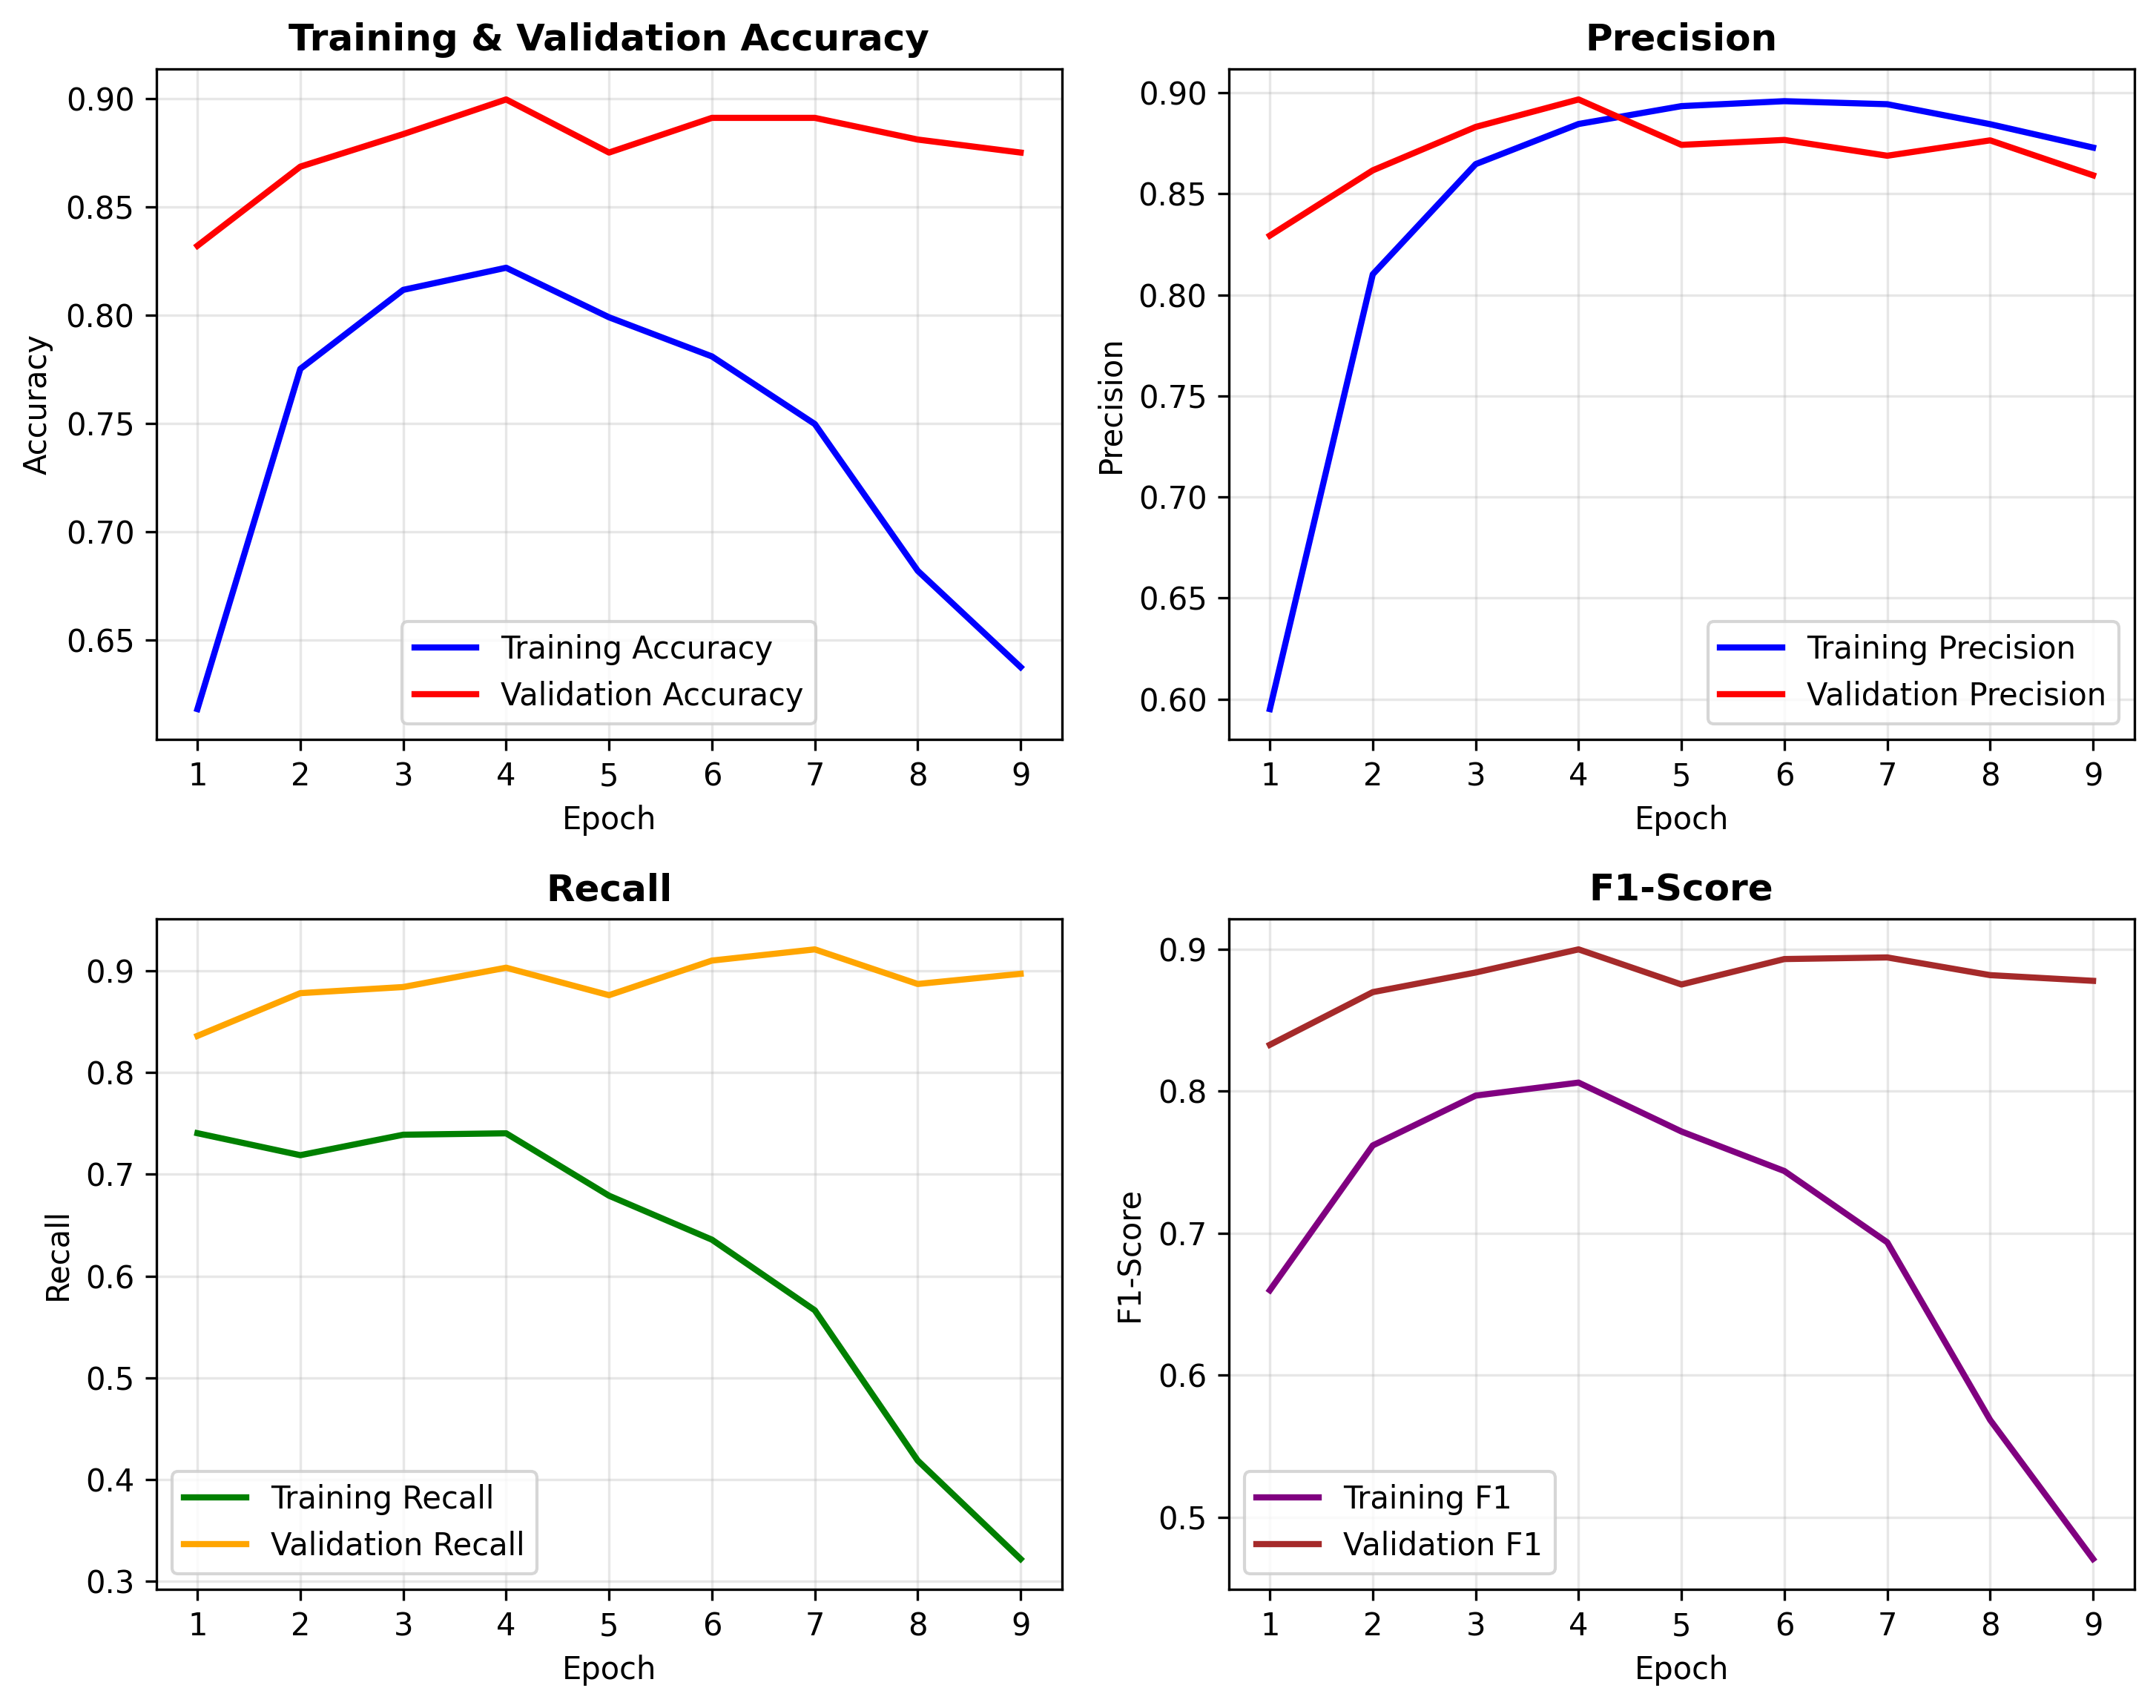 Training & Validation Accuracy
Accuracy
0.90
0.85
0.80
0.75
0.70
0.65
Training Accuracy
Validation Accuracy
1 2 3 4 5 6 7 8 9
Epoch
Precision
Precision
0.90
0.85
0.80
0.75
0.70
0.65
0.60
Training Precision
Validation Precision
1 2 3 4 5 6 7 8 9
Epoch
Recall
Recall
0.9
0.8
0.7
0.6
0.5
0.4
0.3
Training Recall
Validation Recall
1 2 3 4 5 6 7 8 9
Epoch
F1-Score
F1-Score
0.9
0.8
0.7
0.6
0.5
Training F1
Validation F1
1 2 3 4 5 6 7 8 9
Epoch